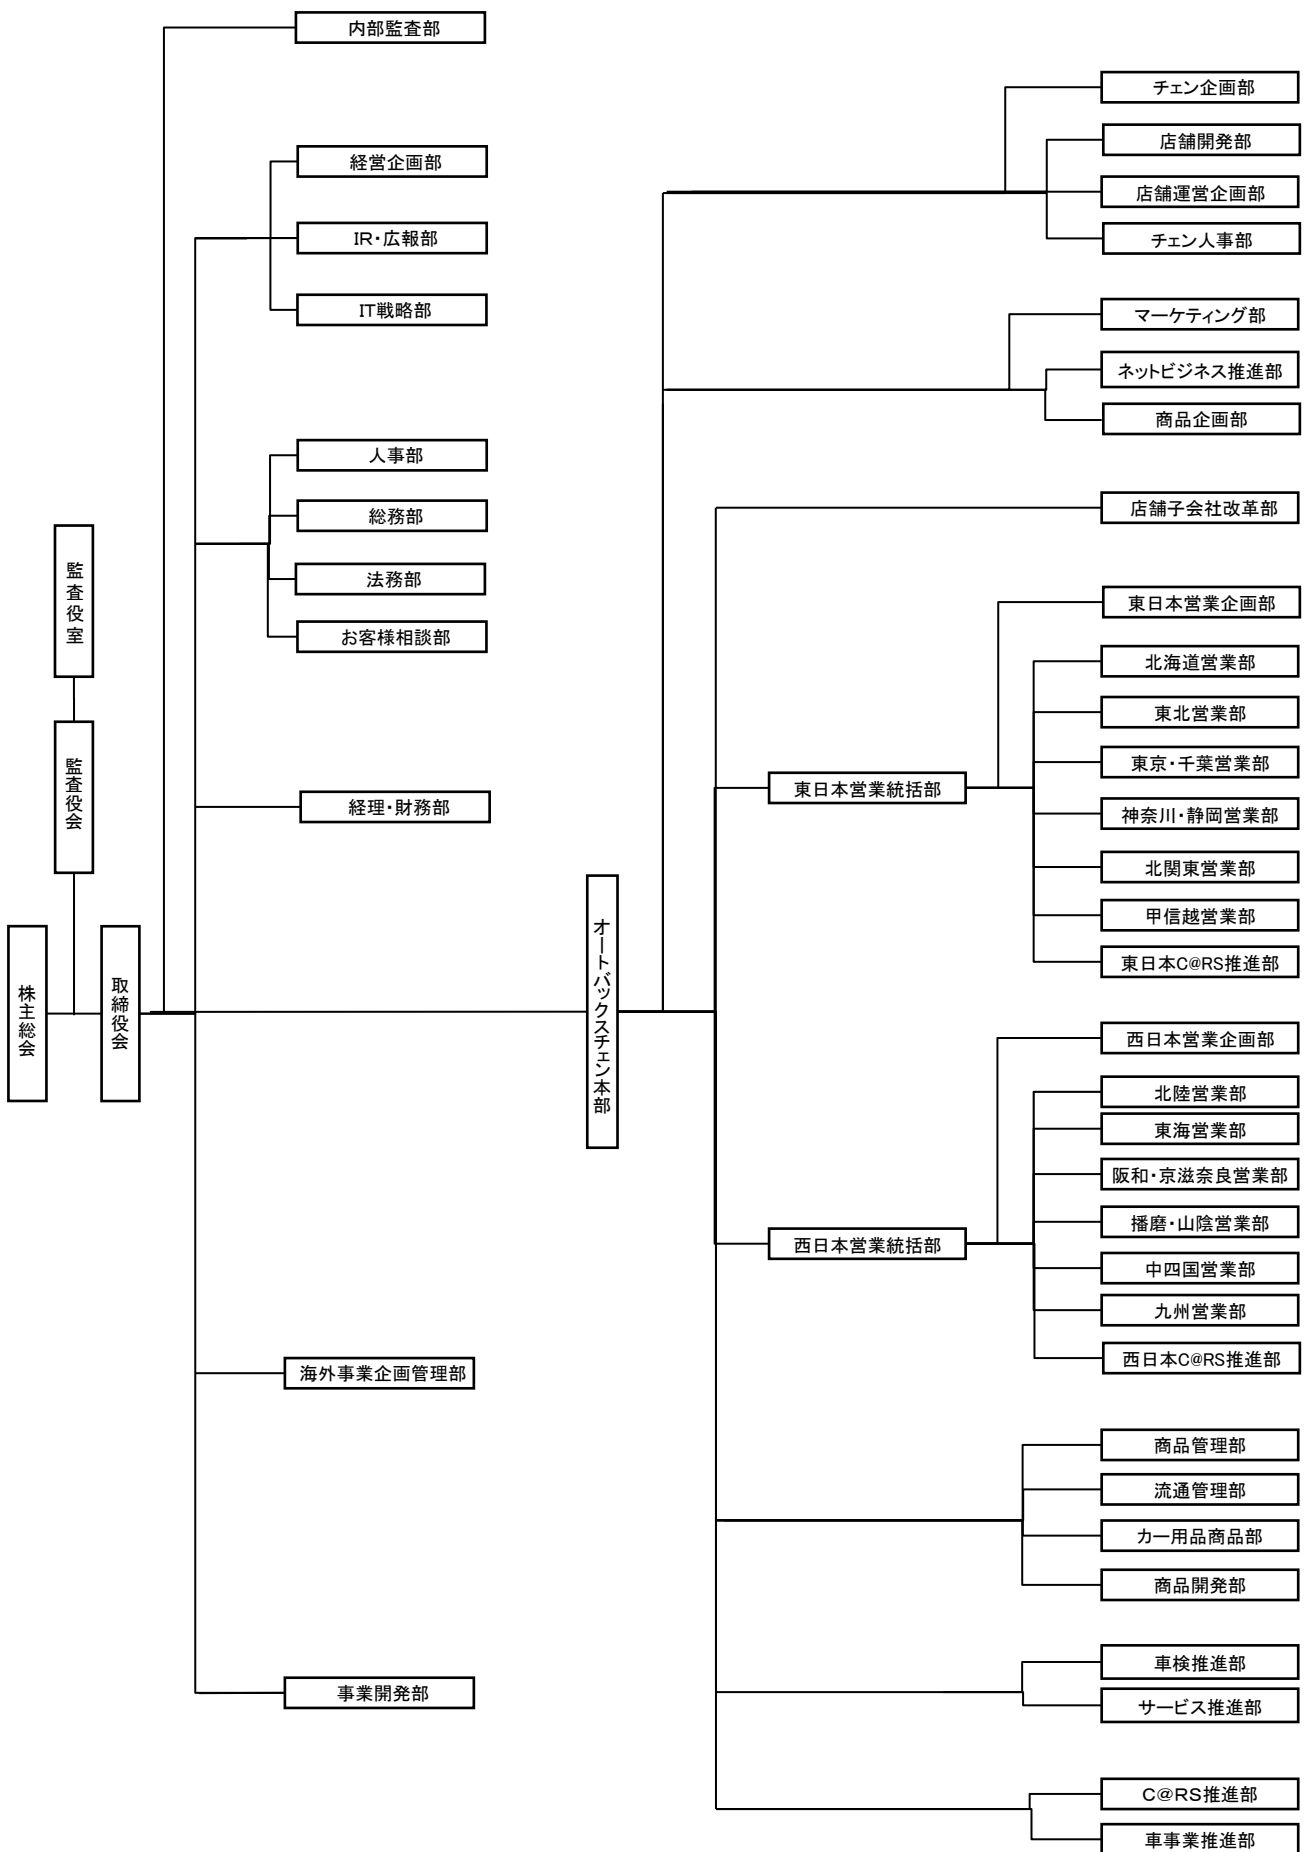 内部監査部
経営企画部
IR・広報部
IT戦略部
人事部
総務部
法務部
お客様相談部
経理・財務部
海外事業企画管理部
事業開発部
監査役室
監査役会
株主総会
取締役会
オートバックスチェン本部
チェン企画部
店舗開発部
店舗運営企画部
チェン人事部
マーケティング部
ネットビジネス推進部
商品企画部
店舗子会社改革部
東日本営業統括部
東日本営業企画部
北海道営業部
東北営業部
東京・千葉営業部
神奈川・静岡営業部
北関東営業部
甲信越営業部
東日本C@RS推進部
西日本営業統括部
西日本営業企画部
北陸営業部
東海営業部
阪和・京滋奈良営業部
播磨・山陰営業部
中四国営業部
九州営業部
西日本C@RS推進部
商品管理部
流通管理部
カー用品商品部
商品開発部
車検推進部
サービス推進部
C@RS推進部
車事業推進部